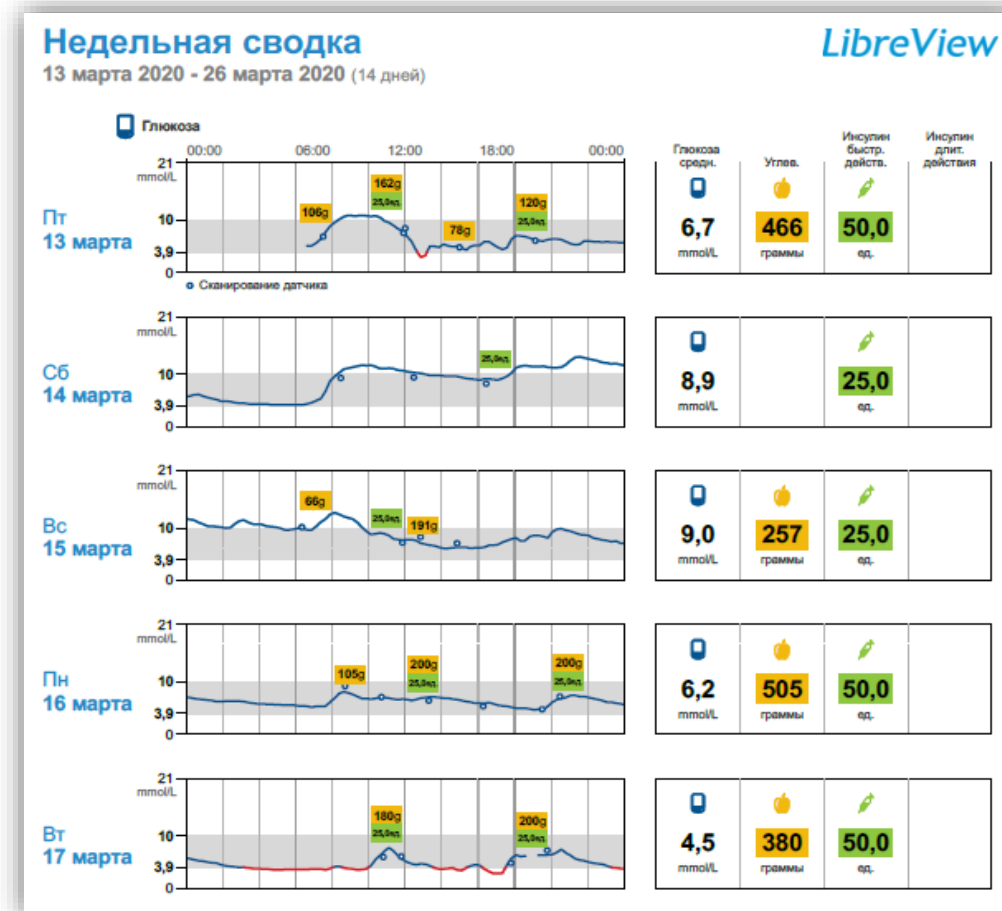 Недельная сводка
LibreView
13 марта 2020 - 26 марта 2020 (14 дней)
Глюкоза
00:00 06:00 12:00 18:00 00:00
Глюкоза средн. Углев. Инсулин быстр. действ. Инсулин длит. действия
21
mmol/L
10
3,9
0
Пт
13 марта
106g
162g
25,0ед.
78g
120g
25,0ед.
6,7 466 50,0
mmol/L граммы ед.
Сканирование датчика
21
mmol/L
10
3,9
0
Сб
14 марта
25,0ед.
8,9 25,0
mmol/L ед.
21
mmol/L
10
3,9
0
Вс
15 марта
66g
25,0ед.
191g
9,0 257 25,0
mmol/L граммы ед.
21
mmol/L
10
3,9
0
Пн
16 марта
105g
200g
25,0ед.
200g
25,0ед.
6,2 505 50,0
mmol/L граммы ед.
21
mmol/L
10
3,9
0
Вт
17 марта
180g
25,0ед.
200g
25,0ед.
4,5 380 50,0
mmol/L граммы ед.